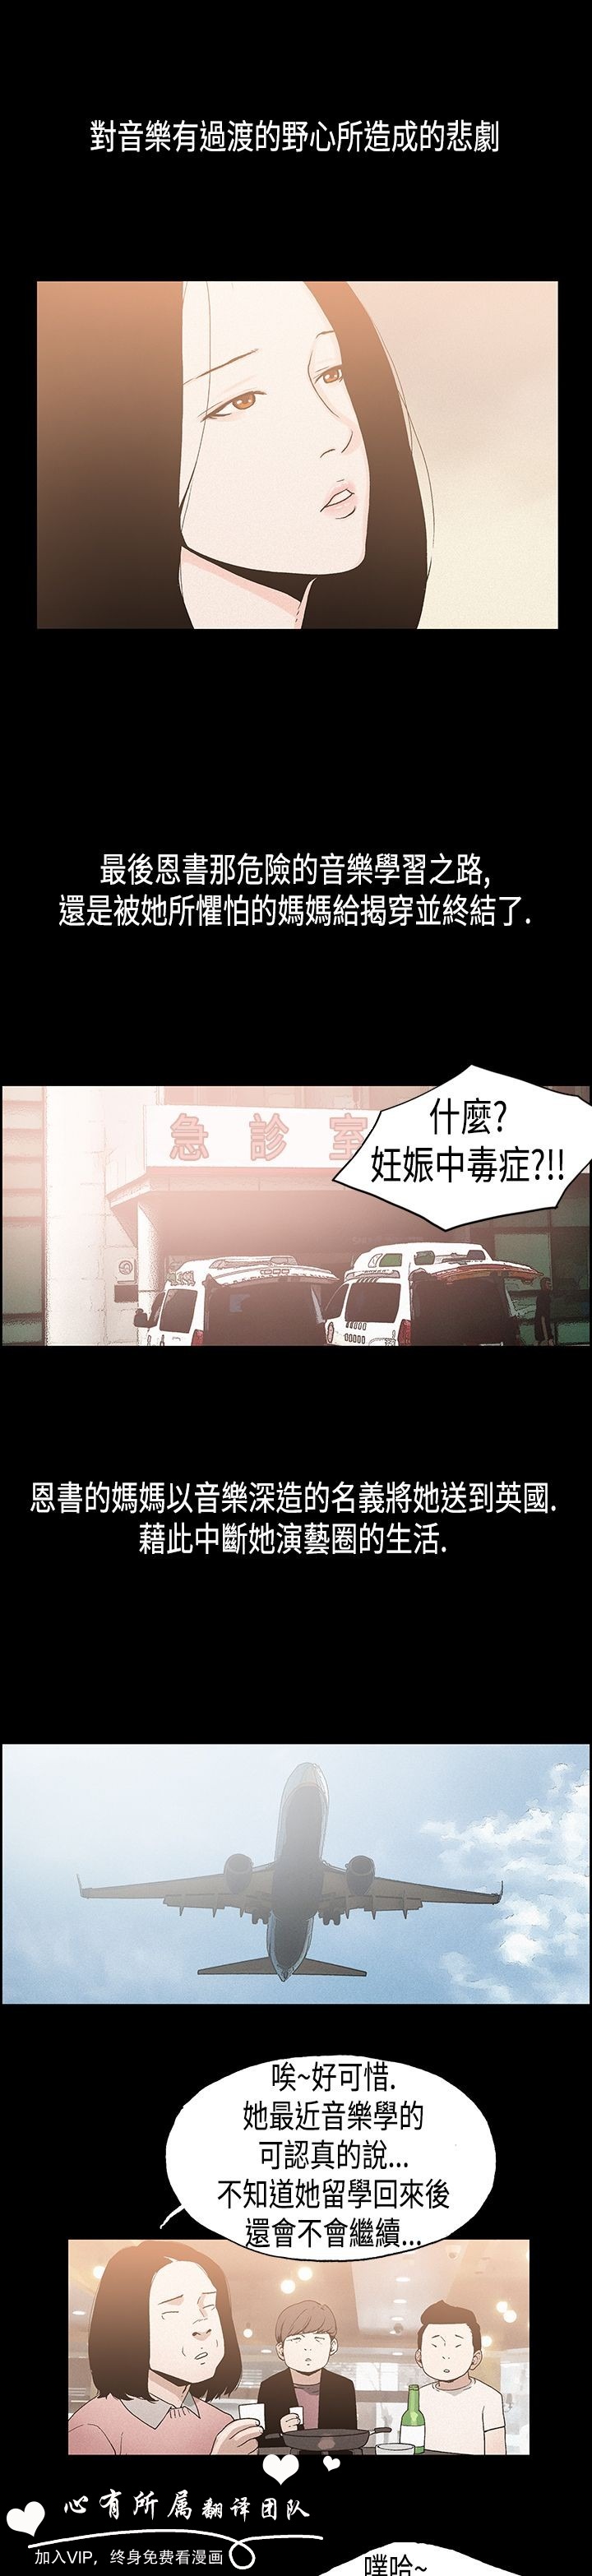 對音樂有過渡的野心所造成的悲劇
最後恩書那危險的音樂學習之路,
還是被她所懼怕的媽媽給揭穿並終結了.
急診室
什麼?
妊娠中毒症?!!
恩書的媽媽以音樂深造的名義將她送到英國.
藉此中斷她演藝圈的生活.
唉~好可惜.
她最近音樂學的
可認真的說...
不知道她留學回來後
還會不會繼續...
心有所属翻译团队
加入VIP，终身免费看漫画
噗哈~